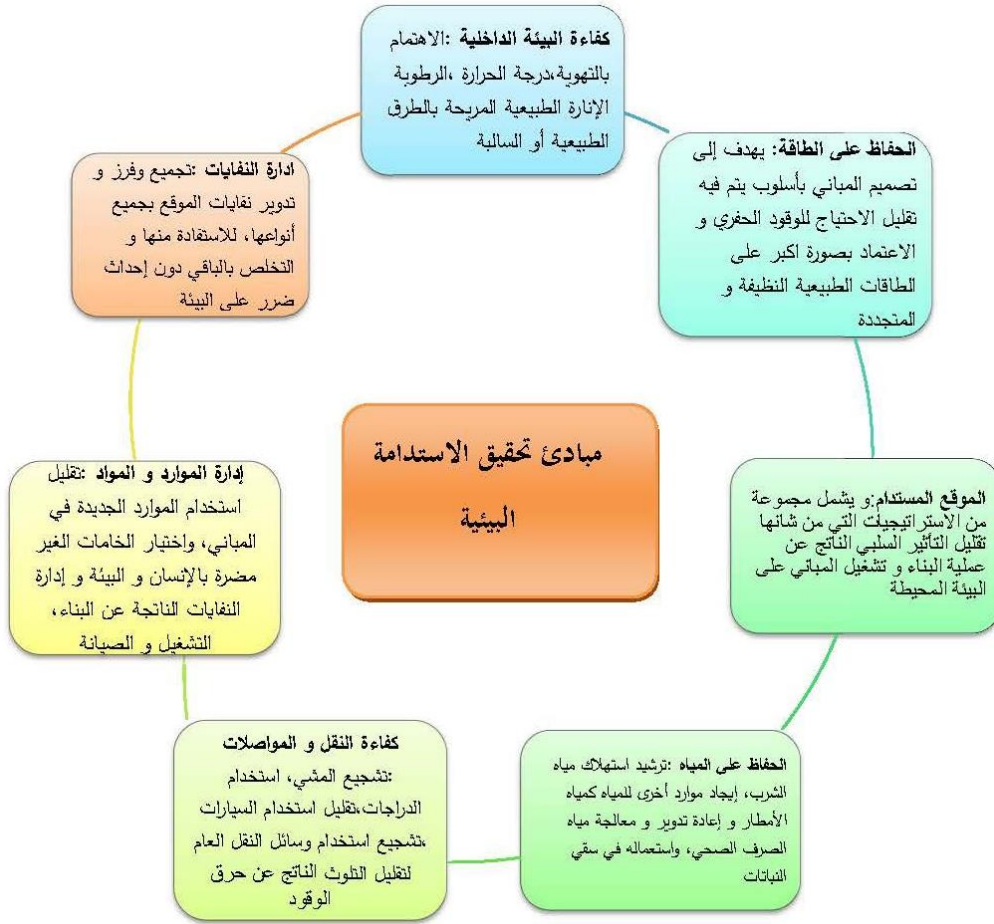 كفاءة البيئة الداخلية :الاهتمام
بالتهوية،درجة الحرارة ،الرطوبة
الإنارة الطبيعية المريحة بالطرق
الطبيعية أو السالبة
الحفاظ على الطاقة: يهدف إلى
تصميم المباني بأسلوب يتم فيه
تقليل الاحتياج للوقود الحفري و
الاعتماد بصورة اكبر على
الطاقات الطبيعية النظيفة و
المتجددة
الموقع المستدام:و يشمل مجموعة
من الاستراتيجيات التي من شانها
تقليل التأثير السلبي الناتج عن
عملية البناء و تشغيل المباني على
البيئة المحيطة
الحفاظ على المياه :ترشيد استهلاك مياه
الشرب، إيجاد موارد أخرى للمياه كمياه
الأمطار و إعادة تدوير و معالجة مياه
الصرف الصحي، واستعماله في سقي
النباتات
كفاءة النقل و المواصلات
:تشجيع المشي، استخدام
الدراجات،تقليل استخدام السيارات
،تشجيع استخدام وسائل النقل العام
لتقليل التلوث الناتج عن حرق
الوقود
إدارة الموارد و المواد :تقليل
استخدام الموارد الجديدة في
المباني، واختيار الخامات الغير
مضرة بالإنسان و البيئة و إدارة
النفايات الناتجة عن البناء،
التشغيل و الصيانة
ادارة النفايات :تجميع وفرز و
تدوير نفايات الموقع بجميع
أنواعها، للاستفادة منها و
التخلص بالباقي دون إحداث
ضرر على البيئة
مبادئ تحقيق الاستدامة
البيئية